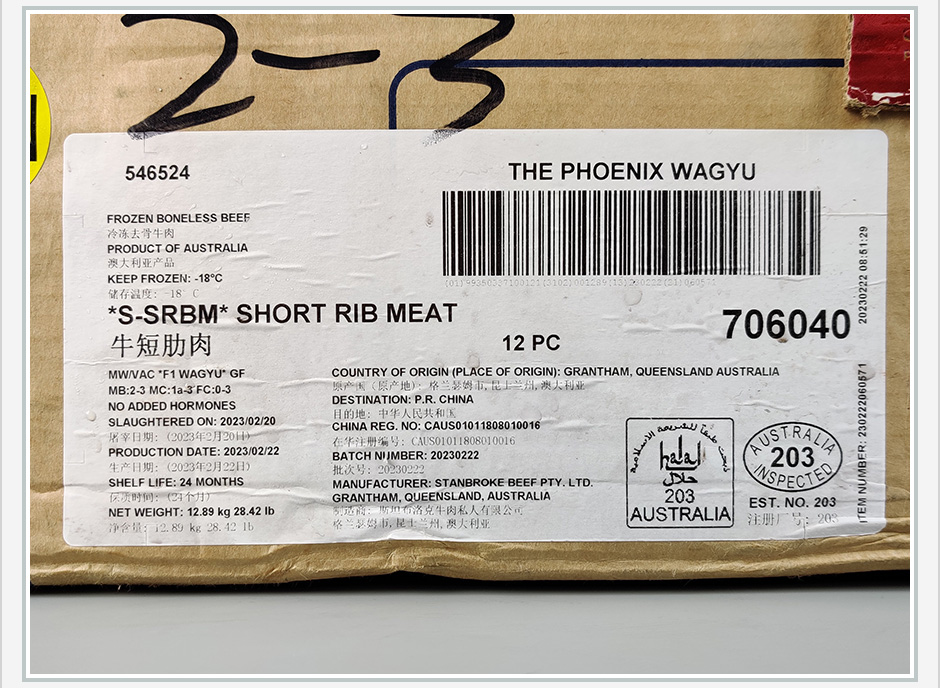 2-3
546524
THE PHOENIX WAGYU
FROZEN BONELESS BEEF
冷冻去骨牛肉
PRODUCT OF AUSTRALIA
澳大利亚产品
KEEP FROZEN: -18°C
储存温度: -18 C
*S-SRBM* SHORT RIB MEAT
牛短肋肉
12 PC
706040
MW/VAC *F1 WAGYU* GF
MB:2-3 MC:1a-3 FC:0-3
NO ADDED HORMONES
SLAUGHTERED ON: 2023/02/20
屠宰日期: (2023年2月20日)
PRODUCTION DATE: 2023/02/22
生产日期: (2023年2月22日)
SHELF LIFE: 24 MONTHS
保质时间: (24个月)
NET WEIGHT: 12.89 kg 28.42 lb
净含量: 12.89 kg 28.42 lb
COUNTRY OF ORIGIN (PLACE OF ORIGIN): GRANTHAM, QUEENSLAND AUSTRALIA
原产国 (原产地): 格兰瑟姆市, 昆士兰州, 澳大利亚
DESTINATION: P.R. CHINA
目的地: 中华人民共和国
CHINA REG. NO: CAUS01011808010016
在华注册编号: CAUS01011808010016
BATCH NUMBER: 20230222
批次号: 20230222
MANUFACTURER: STANBROKE BEEF PTY. LTD.
GRANTHAM, QUEENSLAND, AUSTRALIA
斯坦布洛克牛肉私人有限公司
格兰瑟姆市, 昆士兰州, 澳大利亚
halal
حلال
203
AUSTRALIA
AUSTRALIA
203
INSPECTED
EST. NO. 203
注册厂号: 203
20230222 08:51:29
ITEM NUMBER: 230222060571